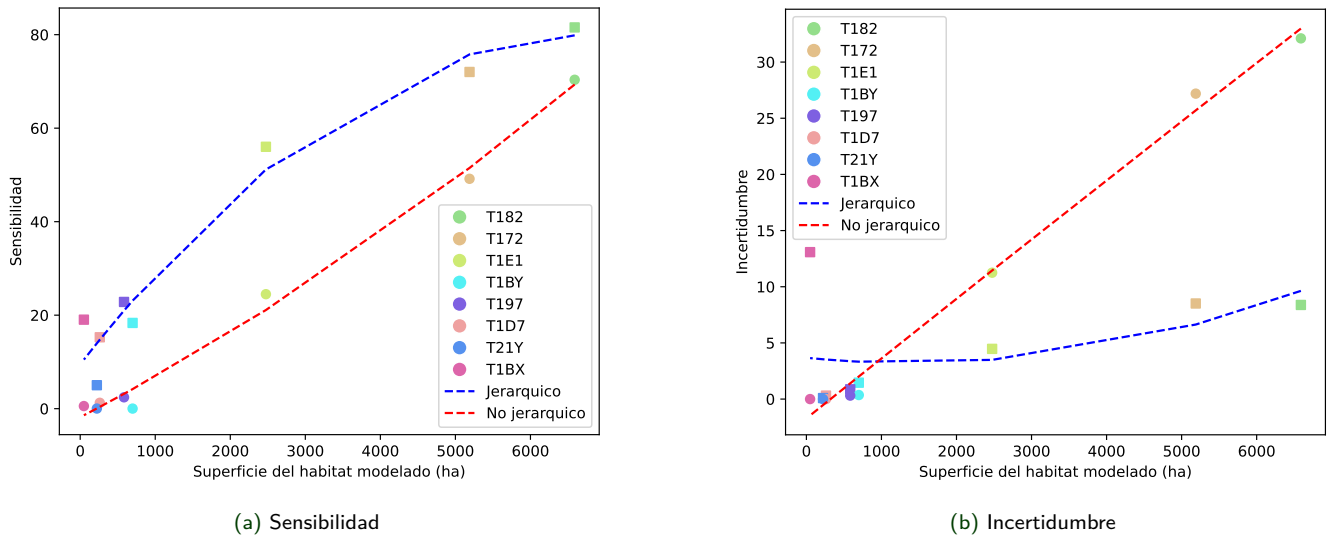 80
60
40
20
0
Sensibilidad
T182
T172
T1E1
T1BY
T197
T1D7
T21Y
T1BX
Jerarquico
No jerarquico
0 1000 2000 3000 4000 5000 6000
Superficie del habitat modelado (ha)
(a) Sensibilidad
T182
T172
T1E1
T1BY
T197
T1D7
T21Y
T1BX
Jerarquico
No jerarquico
30
25
20
15
10
5
0
Incertidumbre
0 1000 2000 3000 4000 5000 6000
Superficie del habitat modelado (ha)
(b) Incertidumbre